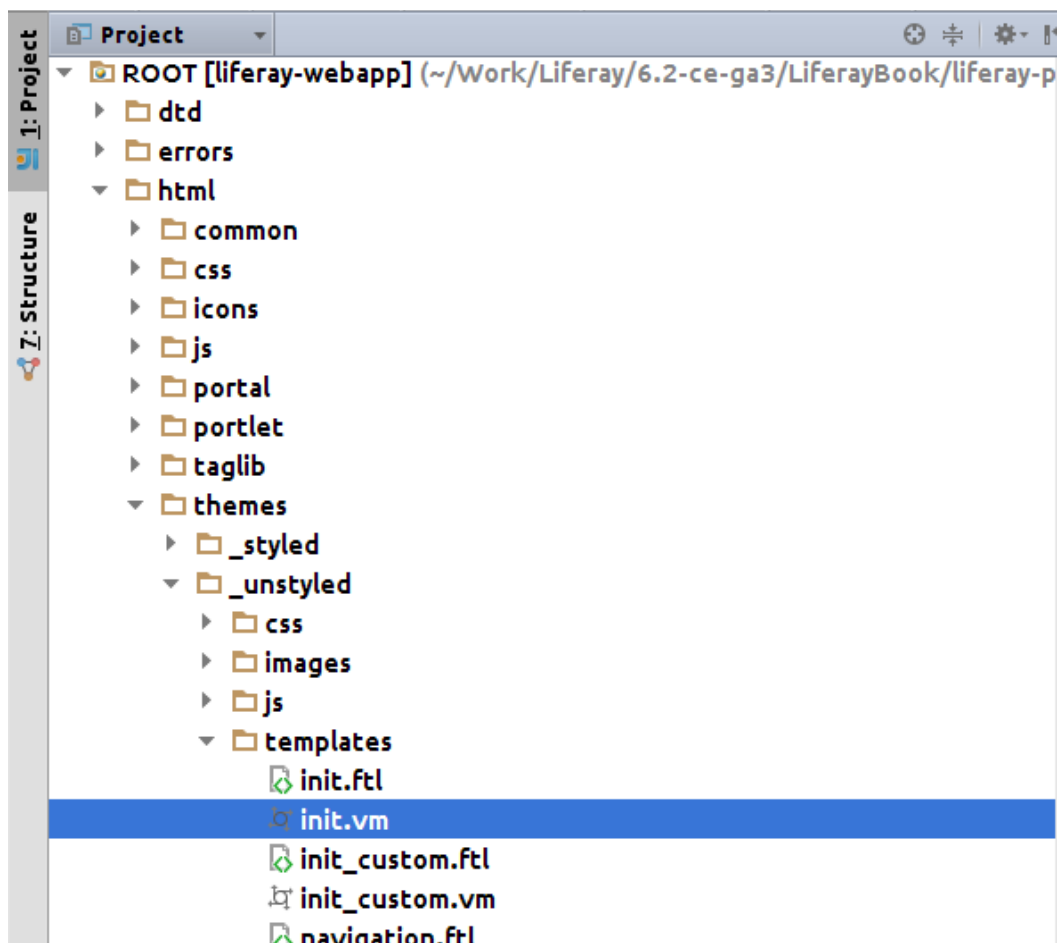 1: Project
7: Structure
Project
ROOT [liferay-webapp] (~/Work/Liferay/6.2-ce-ga3/LiferayBook/liferay-p
dtd
errors
html
common
css
icons
js
portal
portlet
taglib
themes
_styled
_unstyled
css
images
js
templates
init.ftl
init.vm
init_custom.ftl
init_custom.vm
navigation.ftl